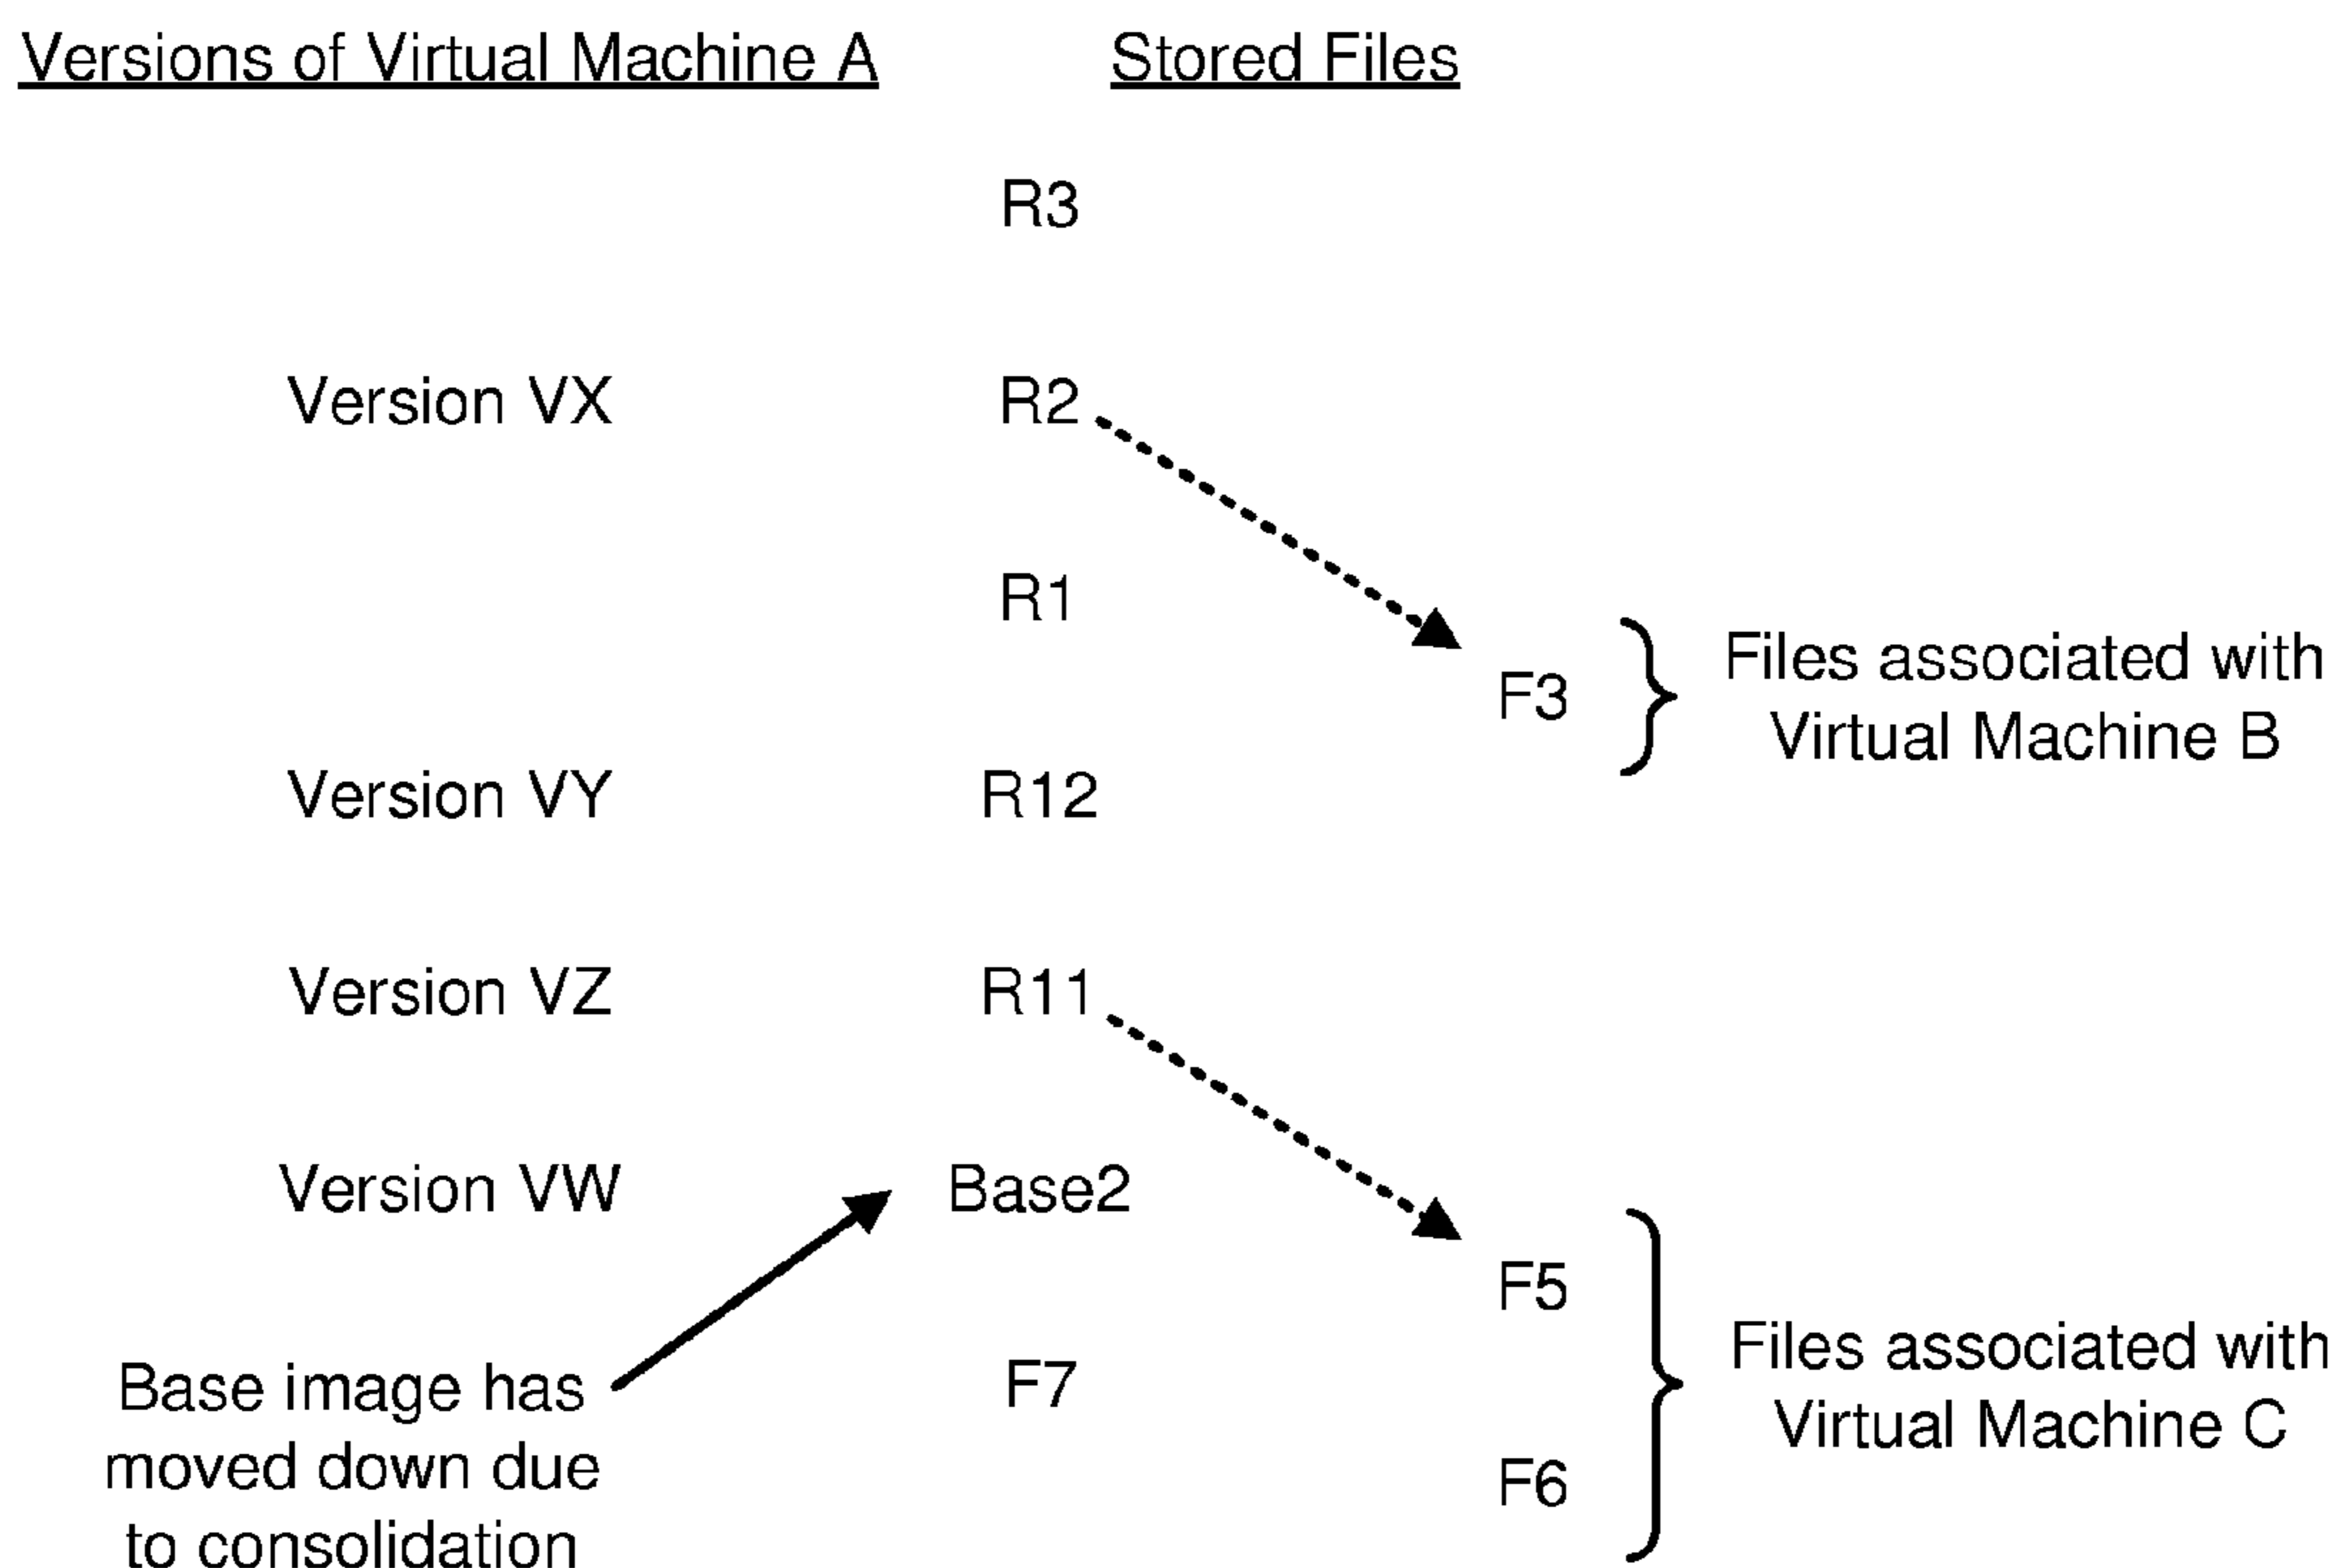 Versions of Virtual Machine A
Stored Files
R3
Version VX
R2
R1
F3
Files associated with
Virtual Machine B
Version VY
R12
Version VZ
R11
Version VW
Base2
F5
Base image has
moved down due
to consolidation
F7
F6
Files associated with
Virtual Machine C